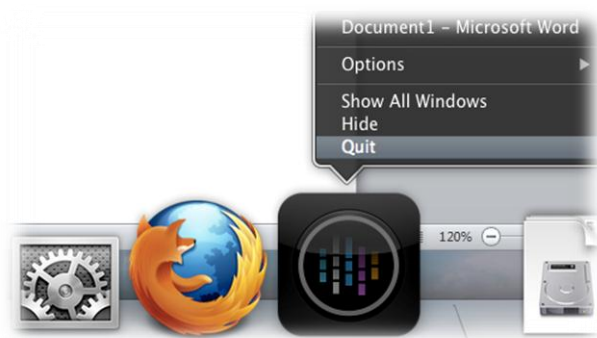 Document1 – Microsoft Word
Options
Show All Windows
Hide
Quit
120%